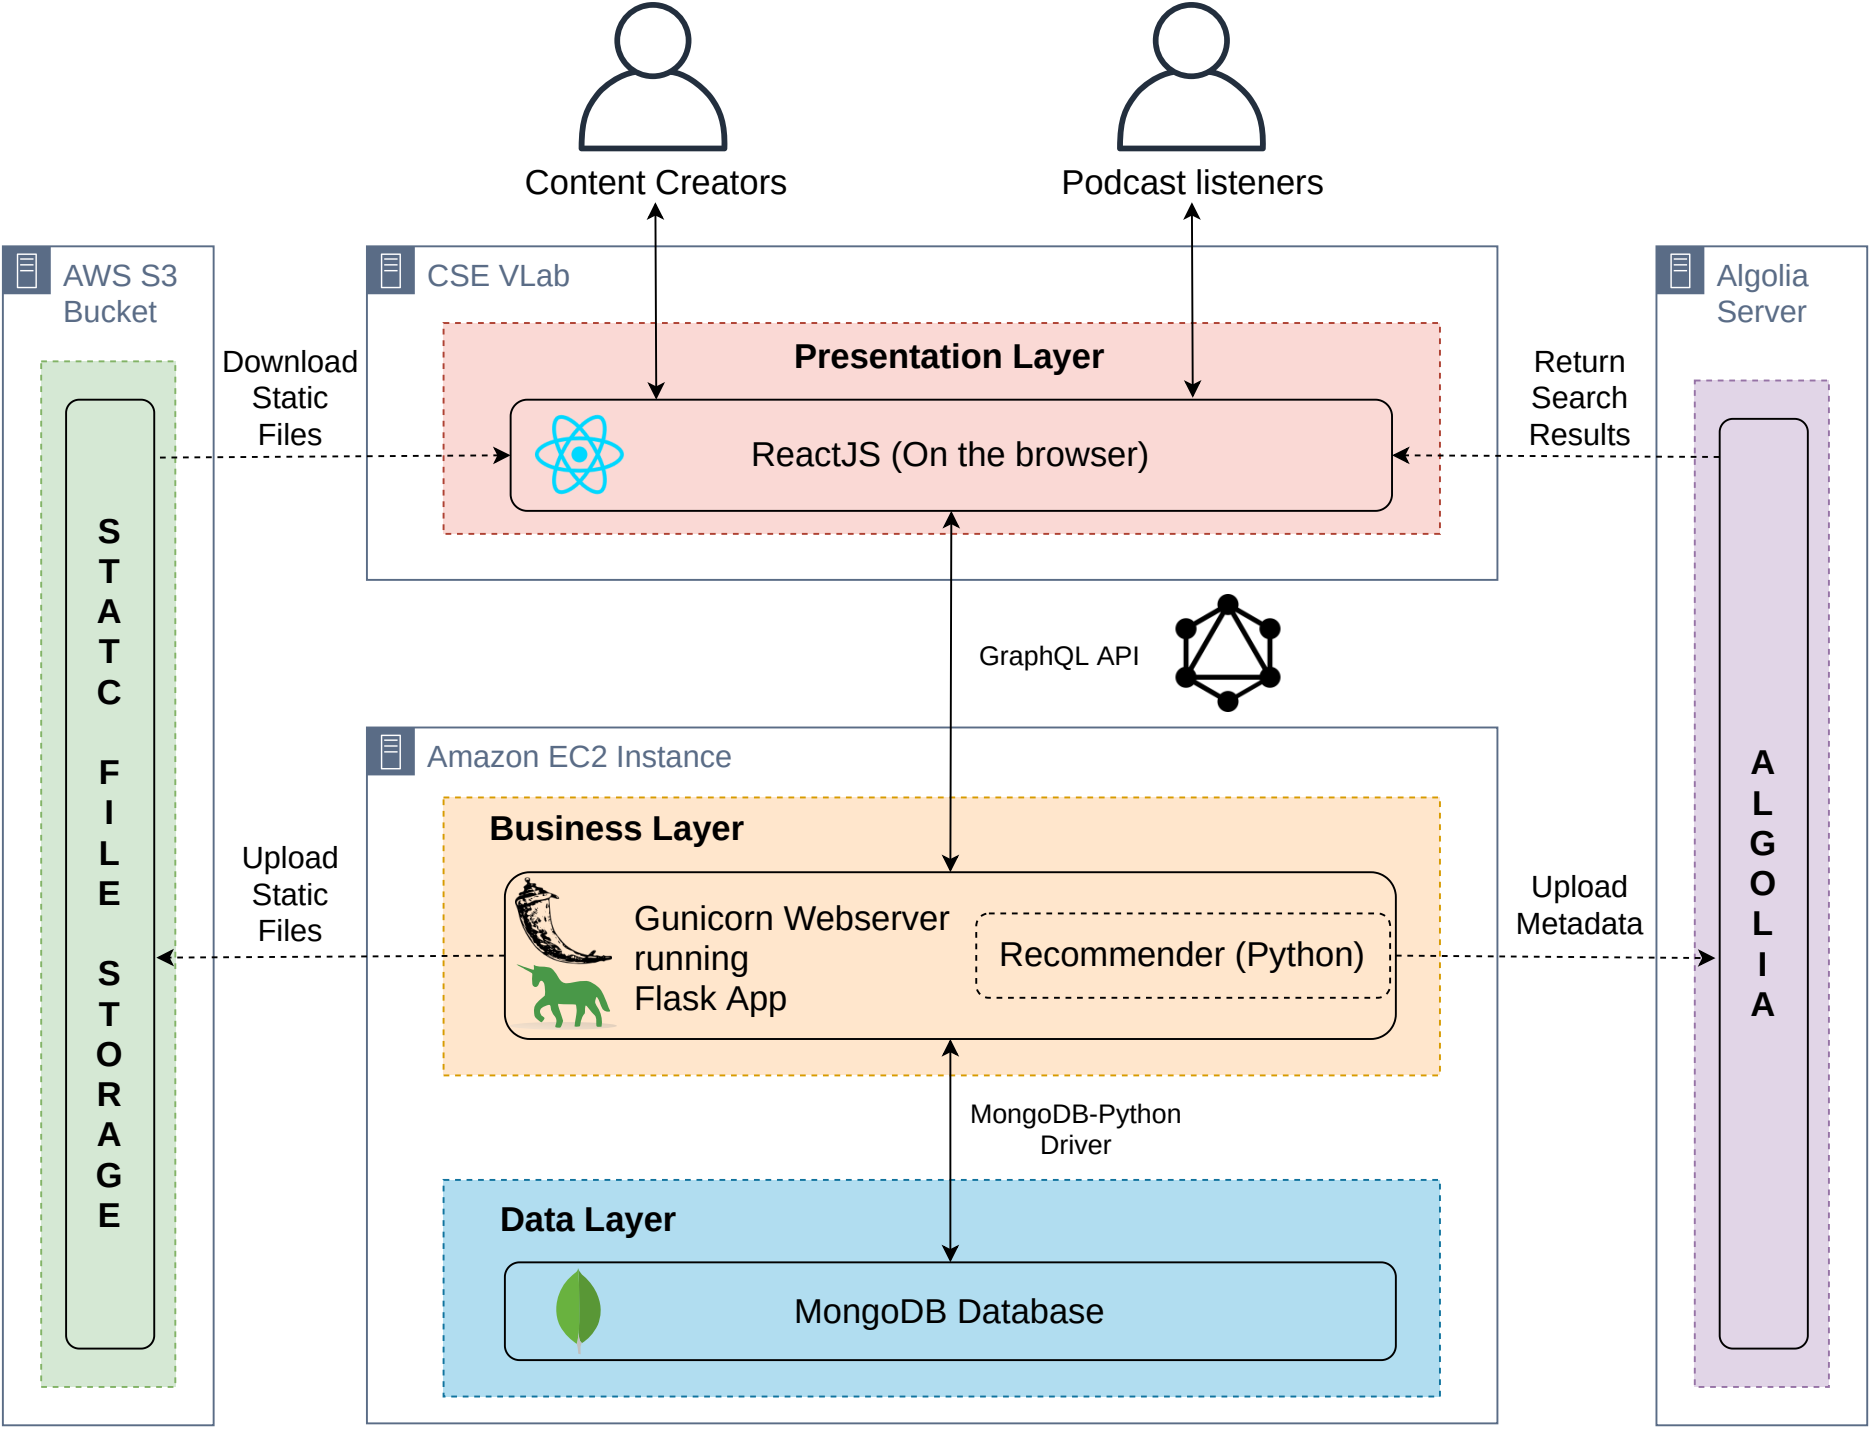 Content Creators
Podcast listeners
AWS S3
Bucket
CSE VLab
Algolia
Server
Download
Static
Files
Presentation Layer
ReactJS (On the browser)
Return
Search
Results
S
T
A
T
C
F
I
L
E
S
T
O
R
A
G
E
GraphQL API
Amazon EC2 Instance
Business Layer
Upload
Static
Files
Gunicorn Webserver
running
Flask App
Recommender (Python)
Upload
Metadata
A
L
G
O
L
I
A
MongoDB-Python
Driver
Data Layer
MongoDB Database